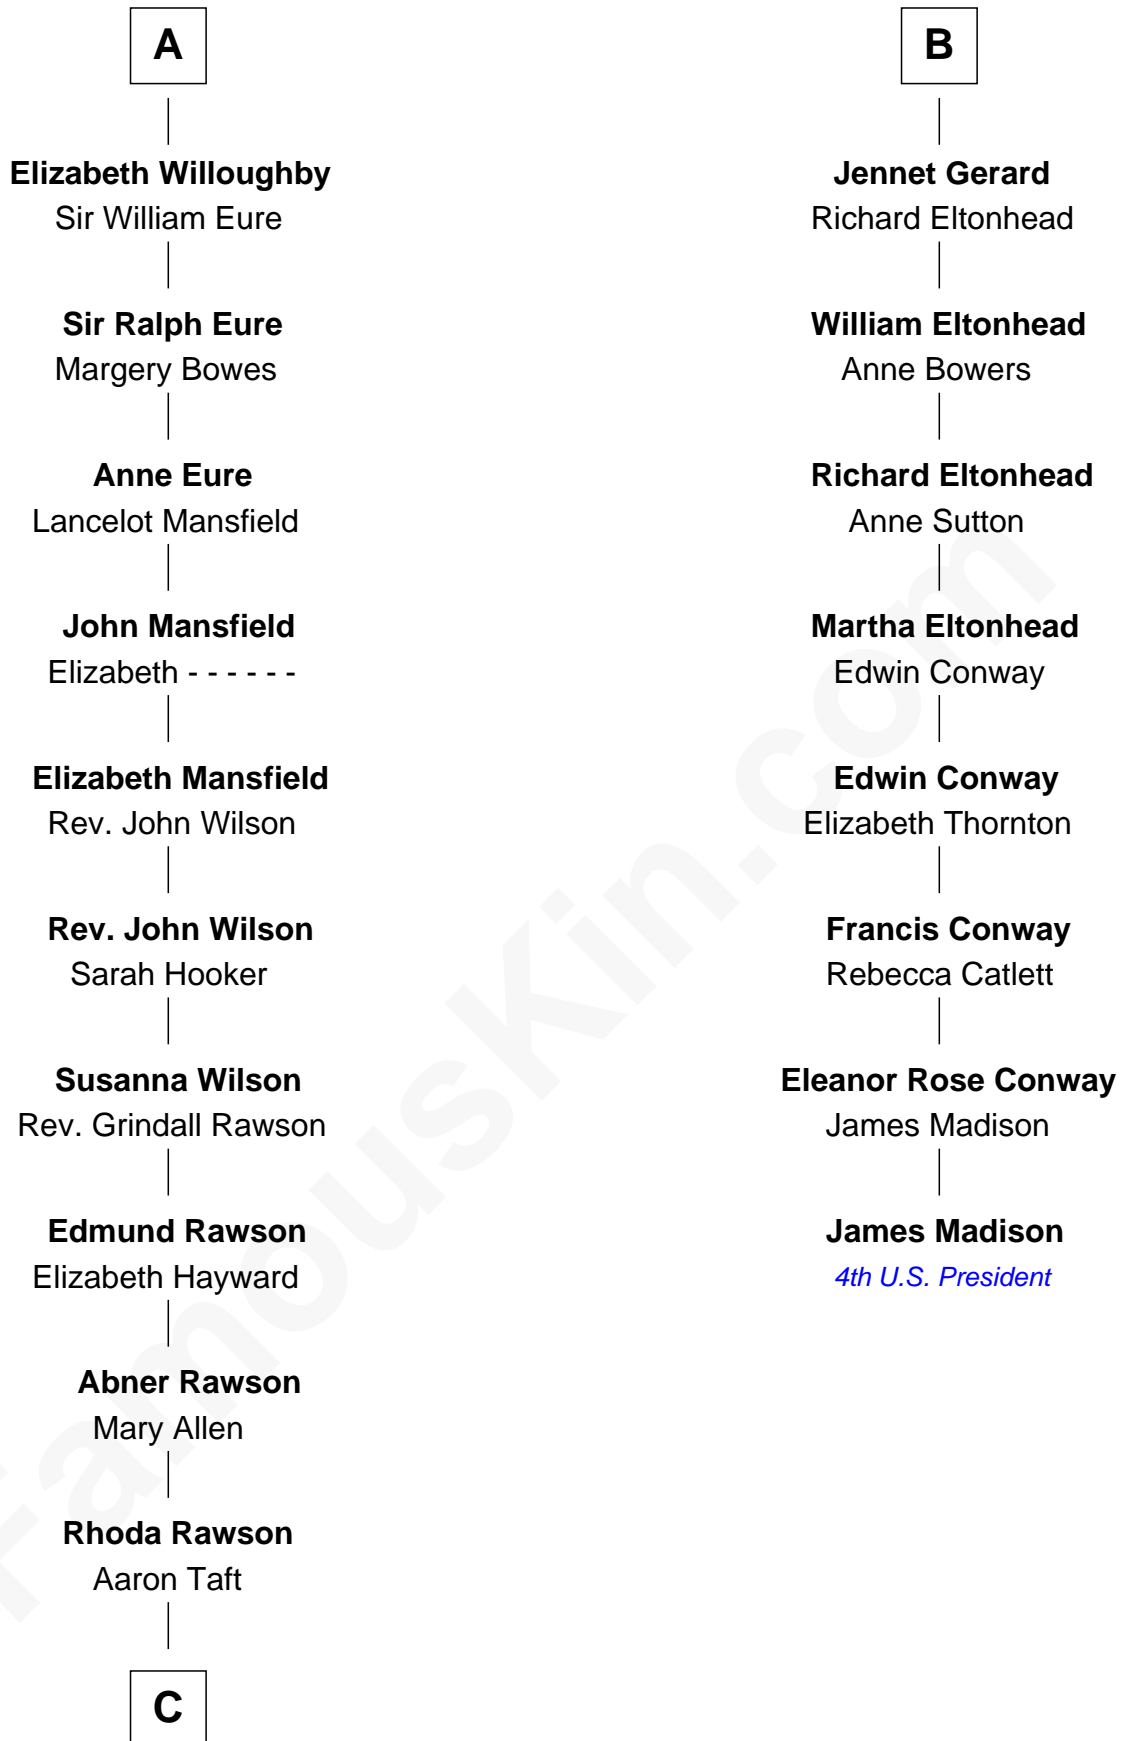 A
Elizabeth Willoughby
Sir William Eure
Sir Ralph Eure
Margery Bowes
Anne Eure
Lancelot Mansfield
John Mansfield
Elizabeth - - - - - -
Elizabeth Mansfield
Rev. John Wilson
Rev. John Wilson
Sarah Hooker
Susanna Wilson
Rev. Grindall Rawson
Edmund Rawson
Elizabeth Hayward
Abner Rawson
Mary Allen
Rhoda Rawson
Aaron Taft
C
B
Jennet Gerard
Richard Eltonhead
William Eltonhead
Anne Bowers
Richard Eltonhead
Anne Sutton
Martha Eltonhead
Edwin Conway
Edwin Conway
Elizabeth Thornton
Francis Conway
Rebecca Catlett
Eleanor Rose Conway
James Madison
James Madison
4th U.S. President
FamousKin.com